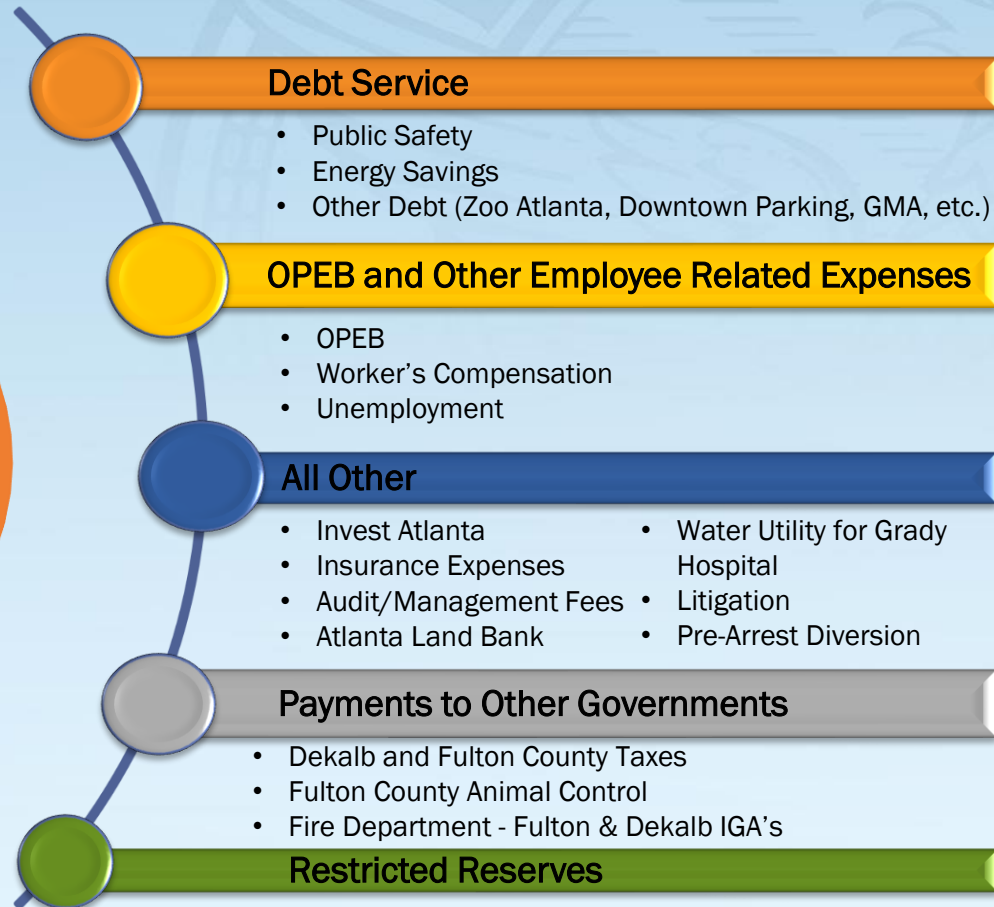 Debt Service
• Public Safety
• Energy Savings
• Other Debt (Zoo Atlanta, Downtown Parking, GMA, etc.)
OPEB and Other Employee Related Expenses
• OPEB
• Worker’s Compensation
• Unemployment
All Other
• Invest Atlanta
• Insurance Expenses
• Audit/Management Fees
• Atlanta Land Bank
• Water Utility for Grady
Hospital
• Litigation
• Pre-Arrest Diversion
Payments to Other Governments
• Dekalb and Fulton County Taxes
• Fulton County Animal Control
• Fire Department - Fulton & Dekalb IGA’s
Restricted Reserves